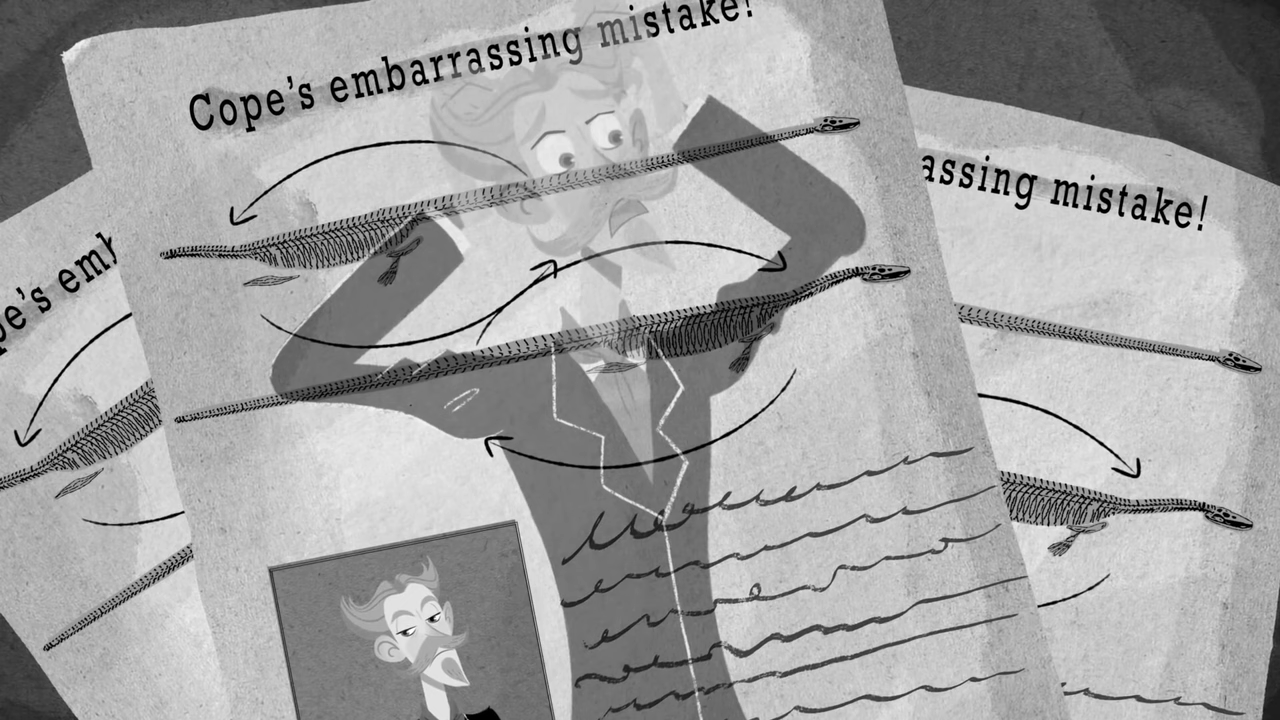 Cope's embarrassing mistake!
assing mistake!
pe's emb